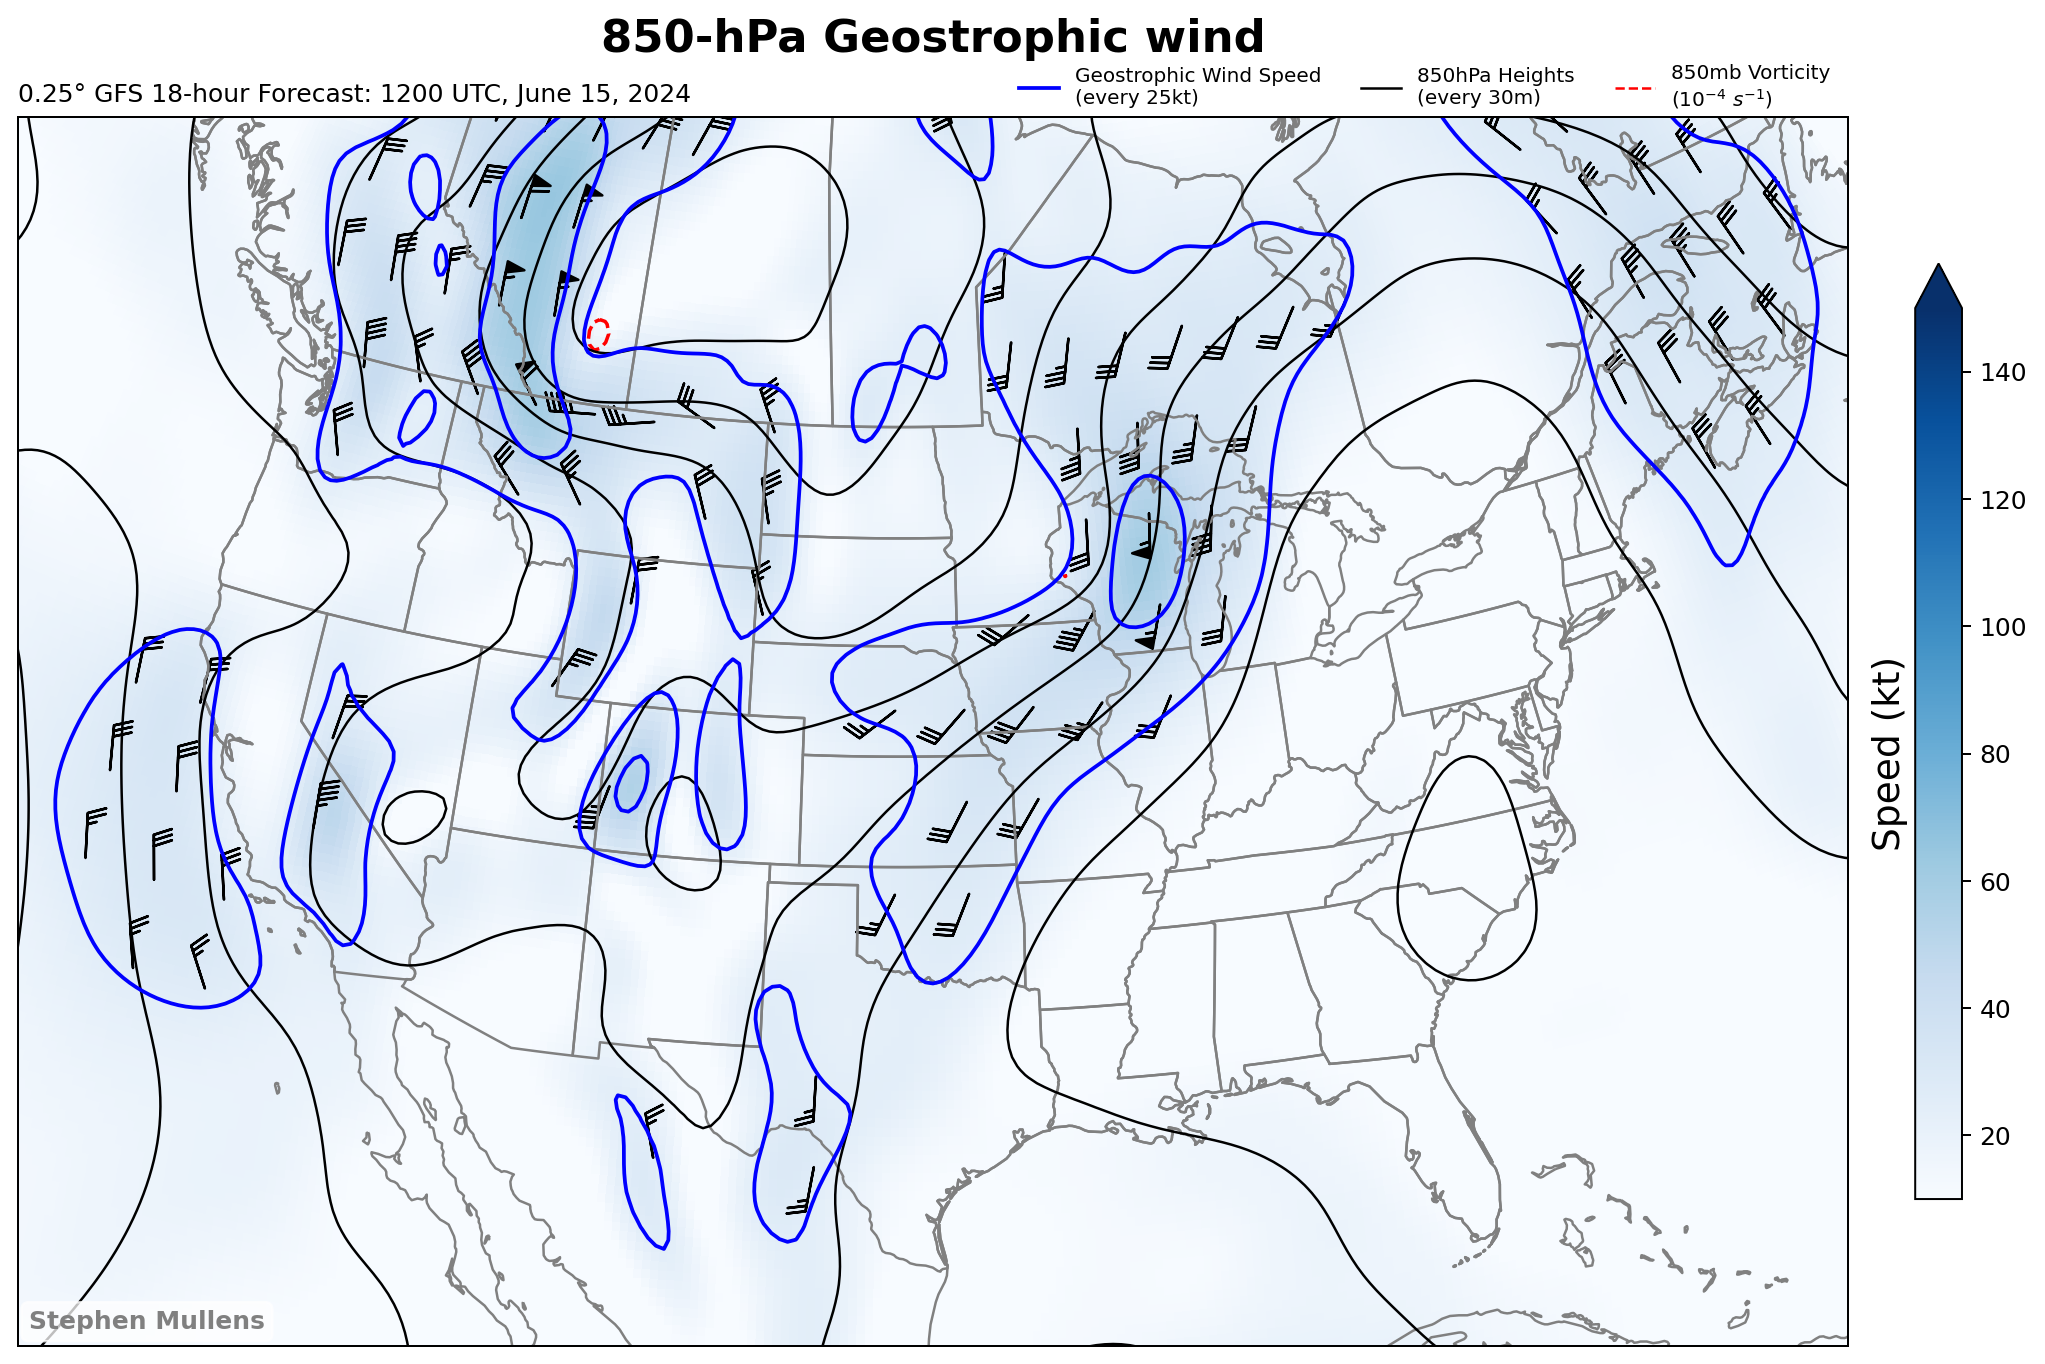 850-hPa Geostrophic wind
0.25° GFS 18-hour Forecast: 1200 UTC, June 15, 2024
Geostrophic Wind Speed
(every 25kt)
850hPa Heights
(every 30m)
850mb Vorticity
(10⁻⁴ s⁻¹)
140
120
100
80
60
40
20
Speed (kt)
Stephen Mullens